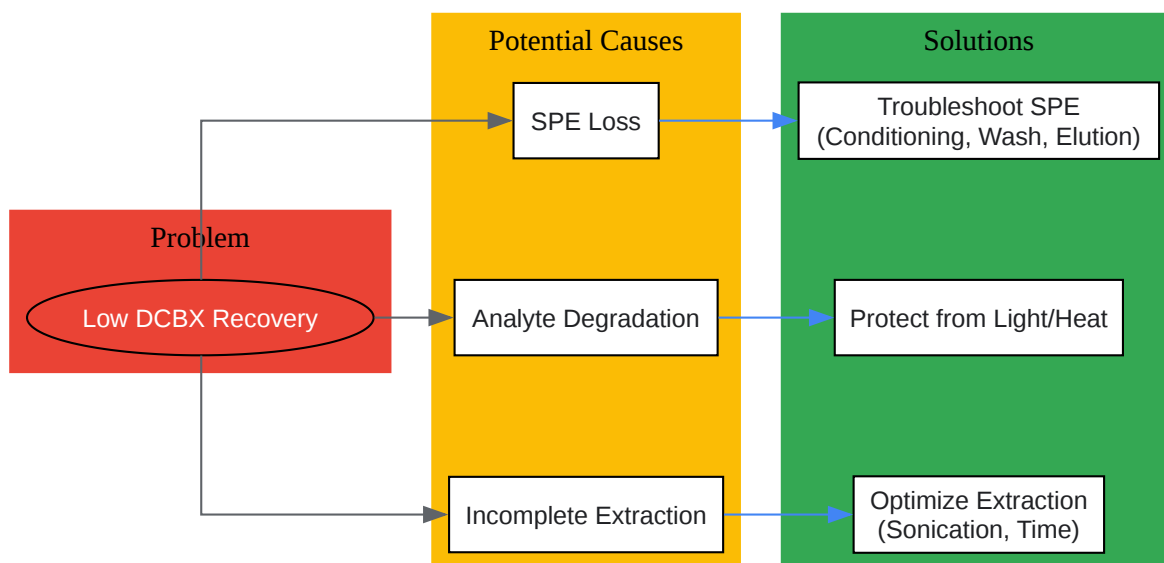 Potential Causes
Solutions
SPE Loss
Troubleshoot SPE
(Conditioning, Wash, Elution)
Problem
Low DCBX Recovery
Analyte Degradation
Protect from Light/Heat
Incomplete Extraction
Optimize Extraction
(Sonication, Time)